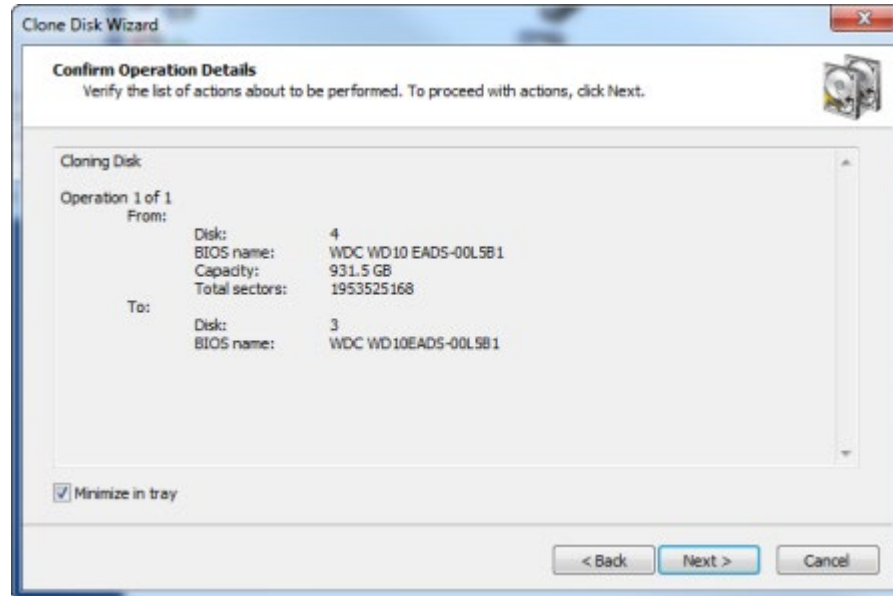 Clone Disk Wizard
Confirm Operation Details
Verify the list of actions about to be performed. To proceed with actions, click Next.
Cloning Disk
Operation 1 of 1
From:
Disk: 4
BIOS name: WDC WD10 EADS-00L5B1
Capacity: 931.5 GB
Total sectors: 1953525168
To:
Disk: 3
BIOS name: WDC WD10EADS-00L5B1
Minimize in tray
< Back Next > Cancel